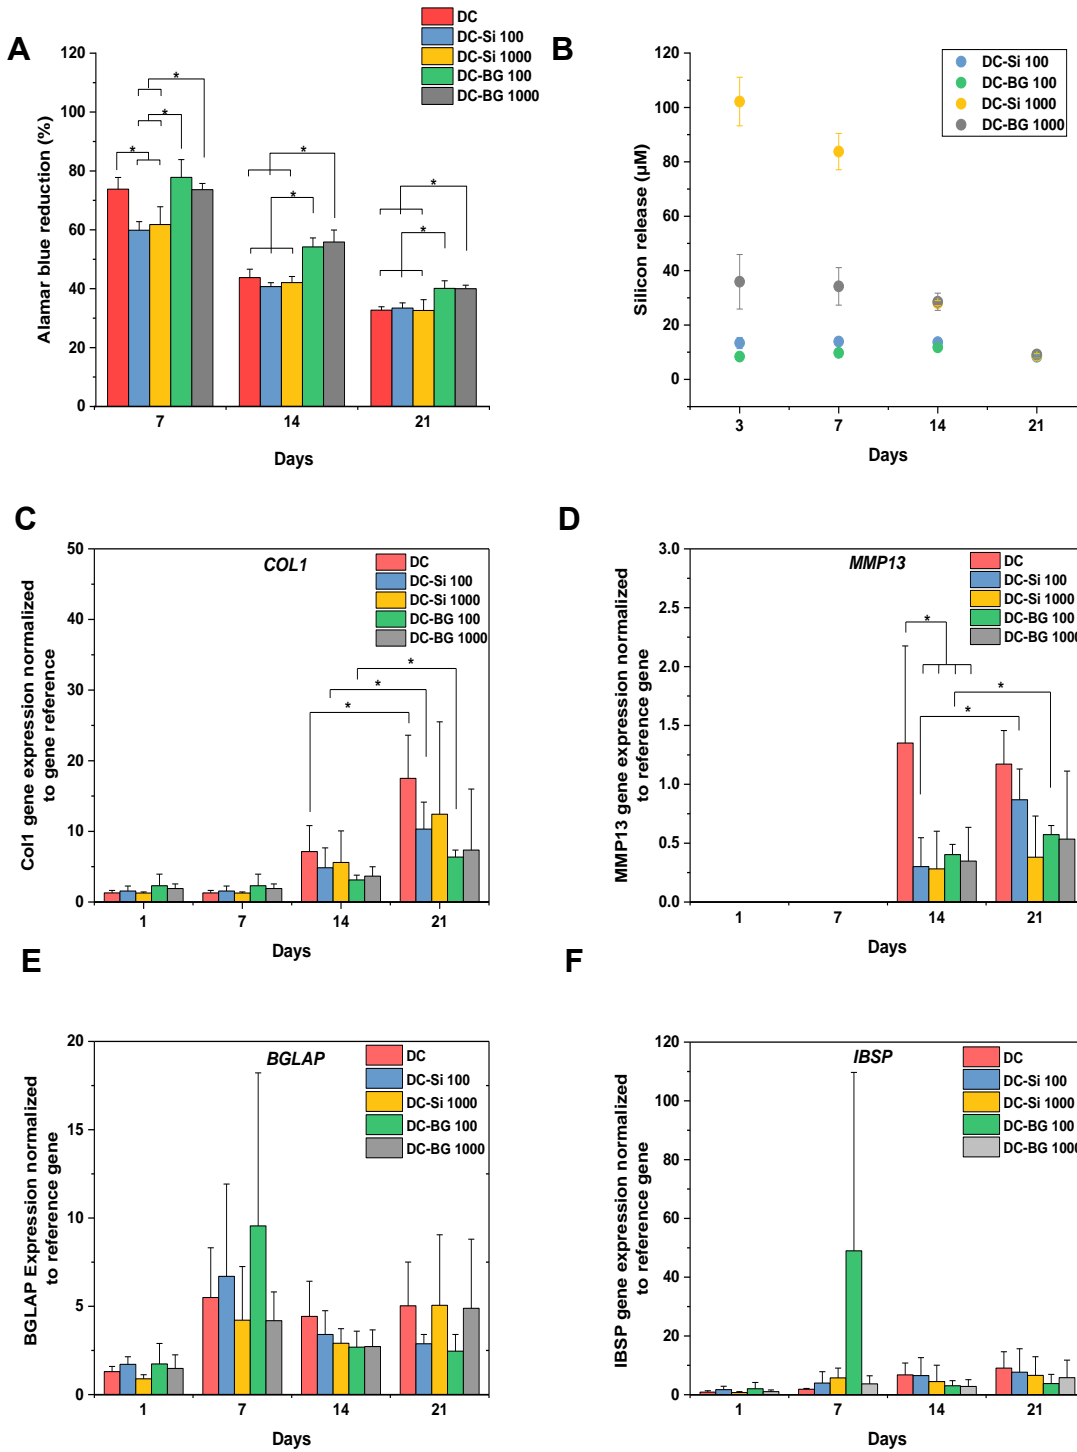 A
DC
DC-Si 100
DC-Si 1000
DC-BG 100
DC-BG 1000
Alamar blue reduction (%)
120
100
80
60
40
20
0
*
*
*
*
*
*
*
7
14
21
Days
B
DC-Si 100
DC-BG 100
DC-Si 1000
DC-BG 1000
Silicon release (µM)
120
100
80
60
40
20
0
3
7
14
21
Days
C
COL1
DC
DC-Si 100
DC-Si 1000
DC-BG 100
DC-BG 1000
Col1 gene expression normalized
to gene reference
50
40
30
20
10
0
*
*
*
1
7
14
21
Days
D
MMP13
DC
DC-Si 100
DC-Si 1000
DC-BG 100
DC-BG 1000
MMP13 gene expression normalized
to reference gene
3.0
2.5
2.0
1.5
1.0
0.5
0.0
*
*
*
1
7
14
21
Days
E
BGLAP
DC
DC-Si 100
DC-Si 1000
DC-BG 100
DC-BG 1000
BGLAP Expression normalized
to reference gene
20
15
10
5
0
1
7
14
21
Days
F
IBSP
DC
DC-Si 100
DC-Si 1000
DC-BG 100
DC-BG 1000
IBSP gene expression normalized
to reference gene
120
100
80
60
40
20
0
1
7
14
21
Days